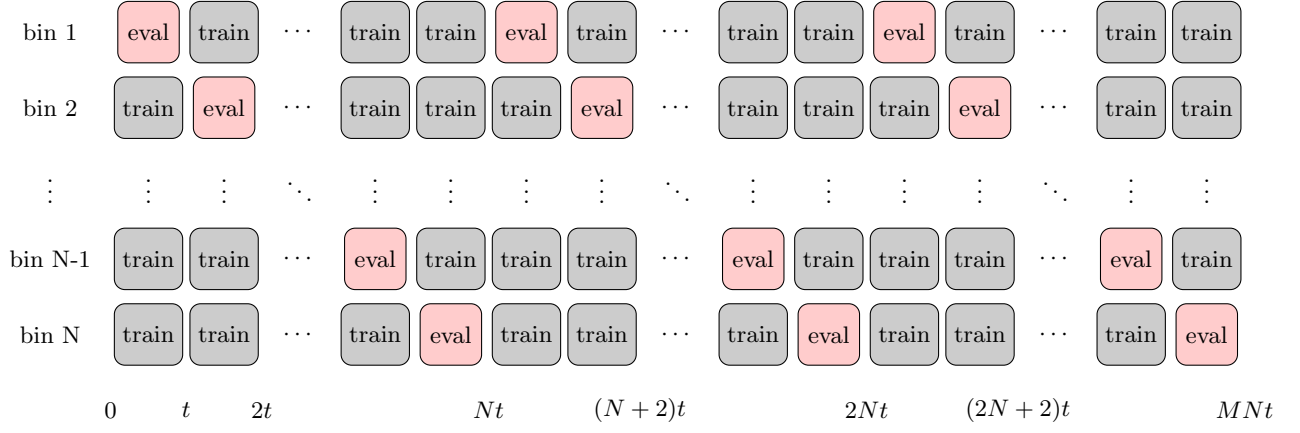 bin 1 eval train ⋯ train train eval train ⋯ train train eval train ⋯ train train
bin 2 train eval ⋯ train train train eval ⋯ train train train eval ⋯ train train
⋮ ⋮ ⋮ ⋱ ⋮ ⋮ ⋮ ⋮ ⋱ ⋮ ⋮ ⋮ ⋮ ⋱ ⋮ ⋮
bin N-1 train train ⋯ eval train train train ⋯ eval train train train ⋯ eval train
bin N train train ⋯ train eval train train ⋯ train eval train train ⋯ train eval
0 t 2t Nt (N + 2)t 2Nt (2N + 2)t MNt